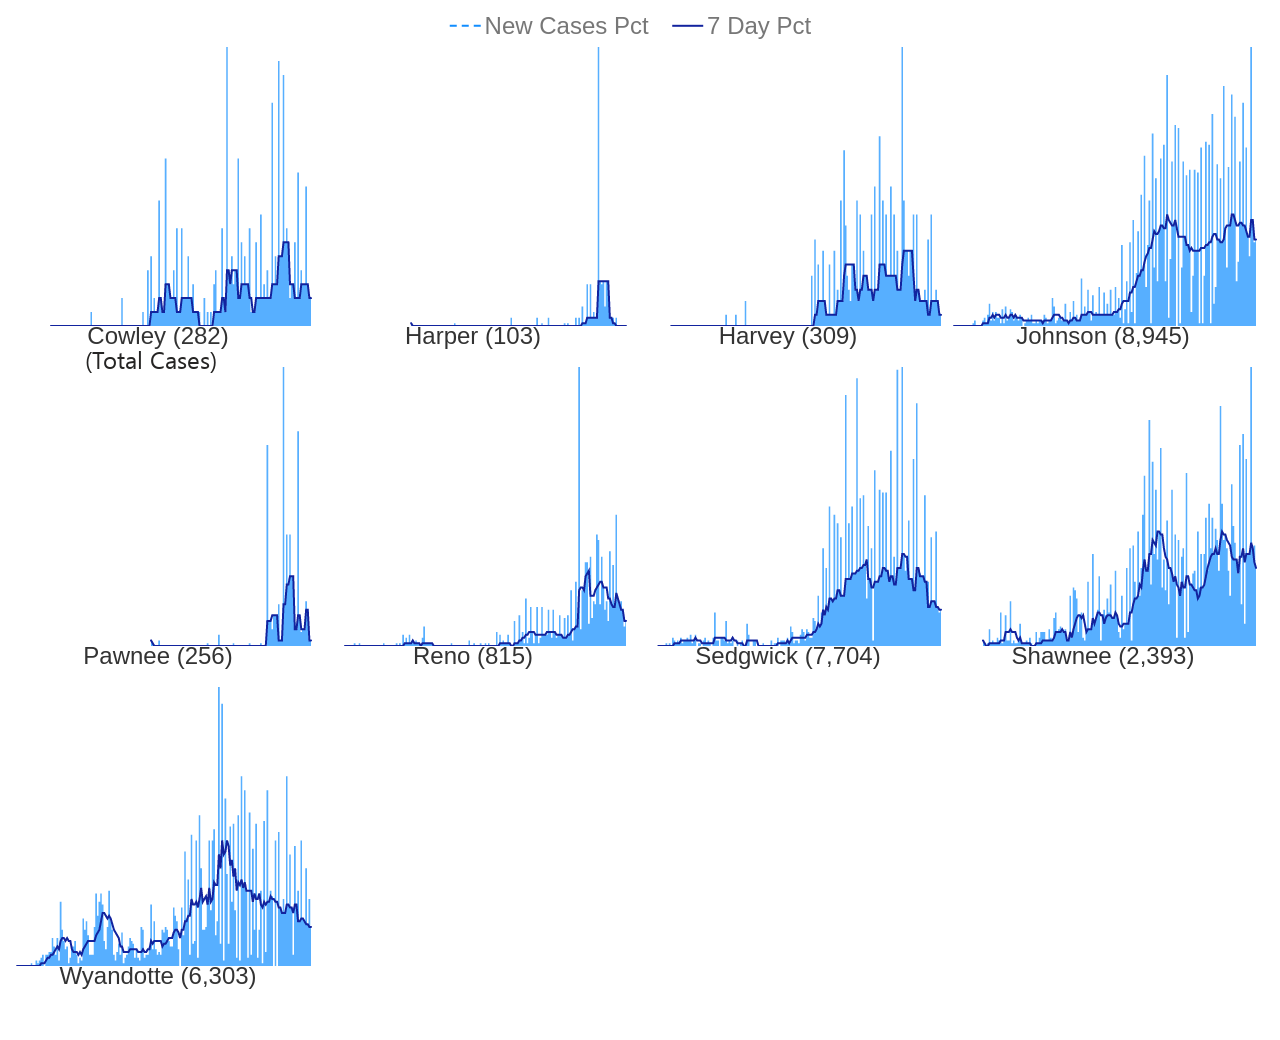 New Cases Pct 7 Day Pct
Cowley (282) Harper (103) Harvey (309) Johnson (8,945)
(Total Cases)
Pawnee (256) Reno (815) Sedgwick (7,704) Shawnee (2,393)
Wyandotte (6,303)